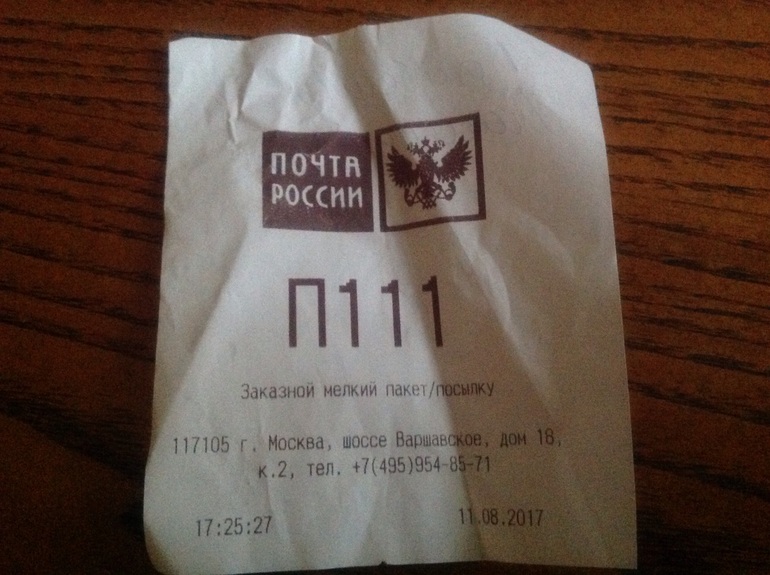 ПОЧТА
РОССИИ
П111
Заказной мелкий пакет/посылку
117105 г. Москва, шоссе Варшавское, дом 18,
к.2, тел. +7(495)954-85-71
17:25:27 11.08.2017